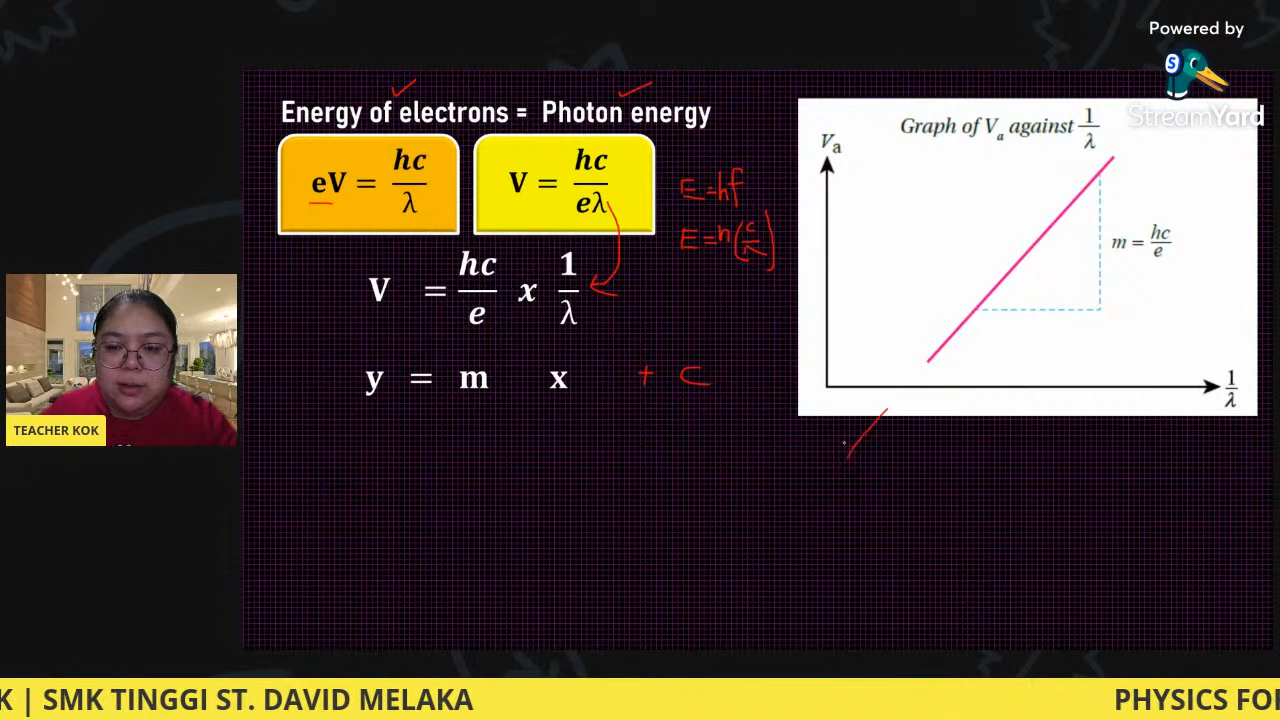 Powered by
StreamYard
Energy of electrons = Photon energy
eV = hc/λ
V = hc/eλ
E = hf
E = h(c/λ)
V = hc/e x 1/λ
y = m x + c
Graph of Va against 1/λ
Va
m = hc/e
1/λ
TEACHER KOK
K | SMK TINGGI ST. DAVID MELAKA
PHYSICS FO